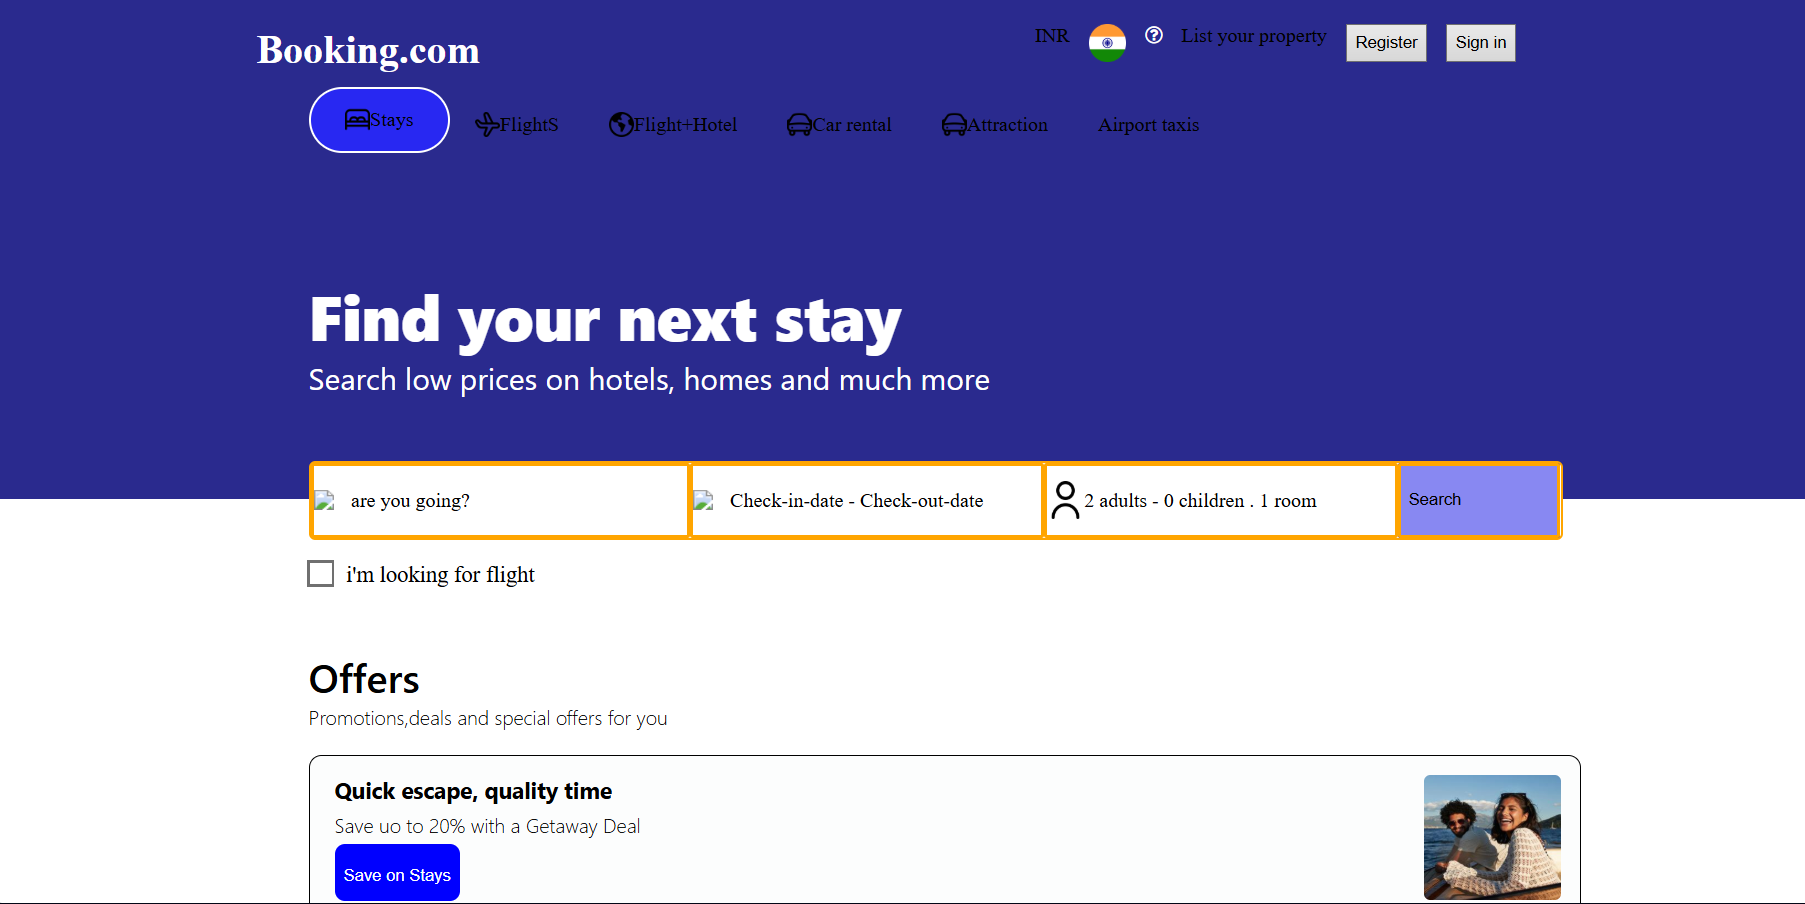 Booking.com
INR List your property Register Sign in
Stays FlightS Flight+Hotel Car rental Attraction Airport taxis
Find your next stay
Search low prices on hotels, homes and much more
are you going? Check-in-date - Check-out-date 2 adults - 0 children . 1 room Search
i'm looking for flight
Offers
Promotions,deals and special offers for you
Quick escape, quality time
Save uo to 20% with a Getaway Deal
Save on Stays